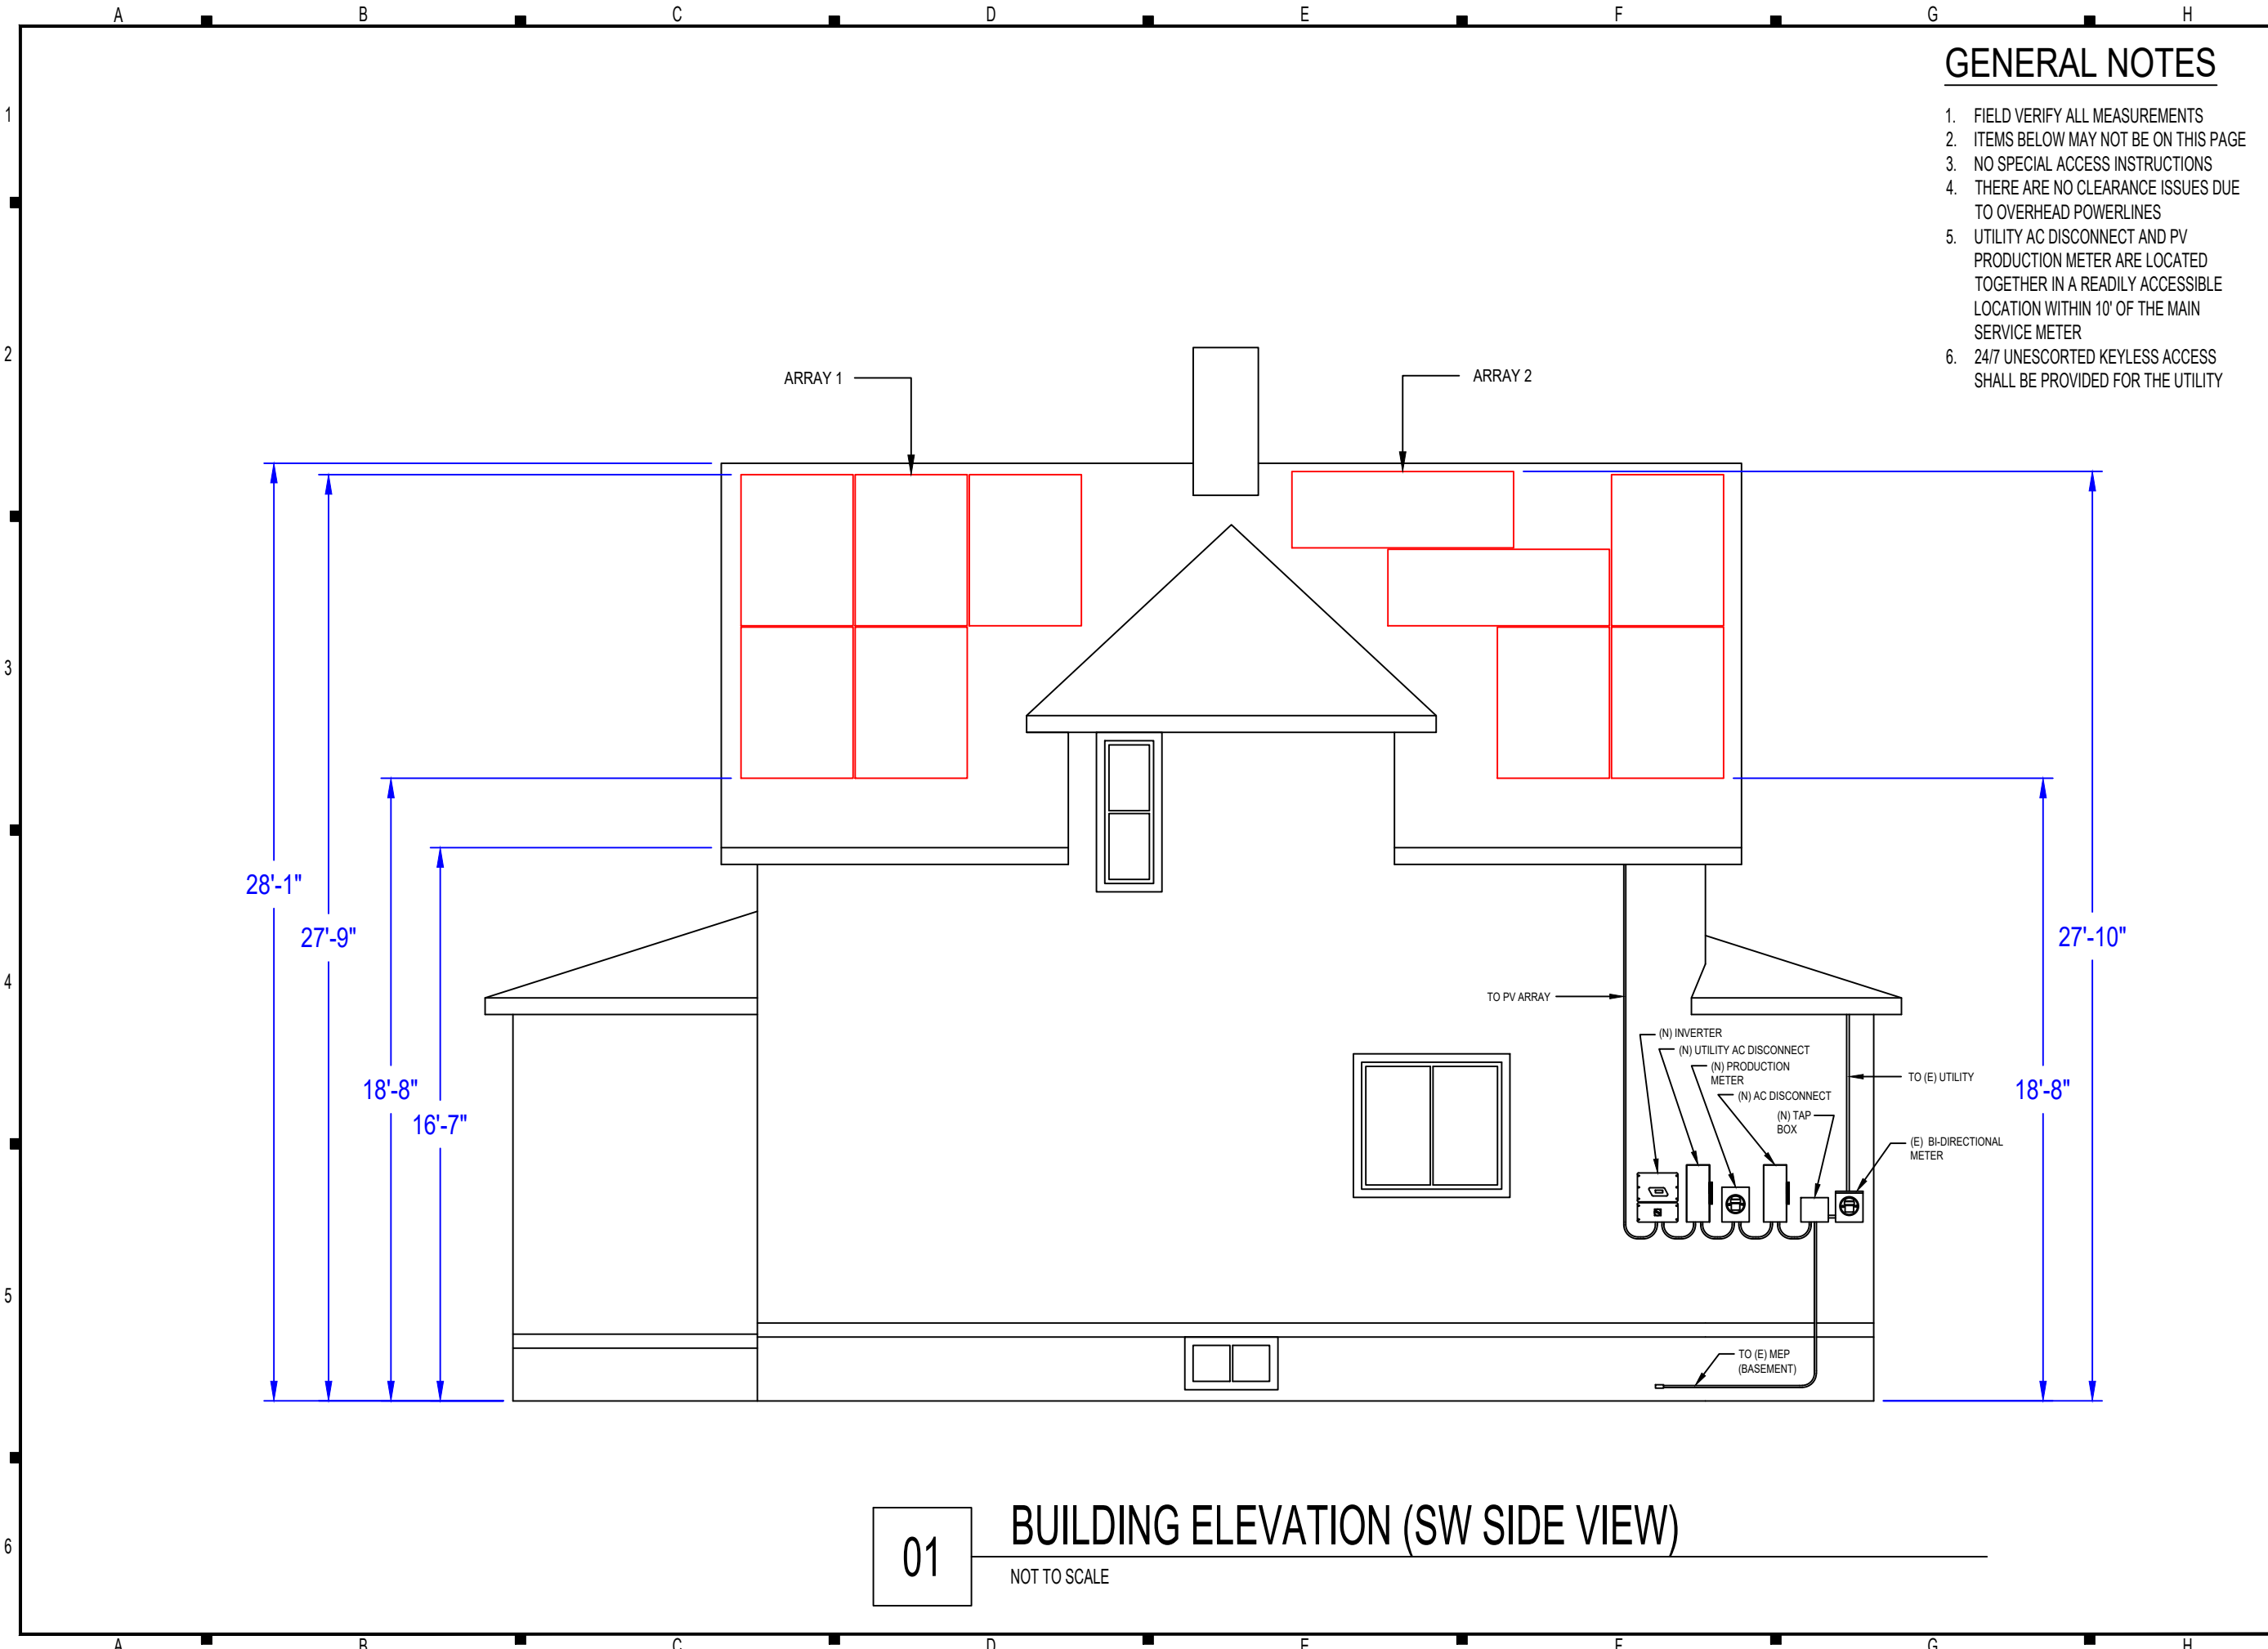 A B C D E F G H
GENERAL NOTES
1. FIELD VERIFY ALL MEASUREMENTS
2. ITEMS BELOW MAY NOT BE ON THIS PAGE
3. NO SPECIAL ACCESS INSTRUCTIONS
4. THERE ARE NO CLEARANCE ISSUES DUE
TO OVERHEAD POWERLINES
5. UTILITY AC DISCONNECT AND PV
PRODUCTION METER ARE LOCATED
TOGETHER IN A READILY ACCESSIBLE
LOCATION WITHIN 10' OF THE MAIN
SERVICE METER
6. 24/7 UNESCORTED KEYLESS ACCESS
SHALL BE PROVIDED FOR THE UTILITY
1
2
3
4
5
6
ARRAY 1
ARRAY 2
28'-1"
27'-9"
18'-8"
16'-7"
27'-10"
18'-8"
TO PV ARRAY
(N) INVERTER
(N) UTILITY AC DISCONNECT
(N) PRODUCTION
METER
(N) AC DISCONNECT
(N) TAP
BOX
TO (E) UTILITY
(E) BI-DIRECTIONAL
METER
TO (E) MEP
(BASEMENT)
01
BUILDING ELEVATION (SW SIDE VIEW)
NOT TO SCALE
A B C D E F G H